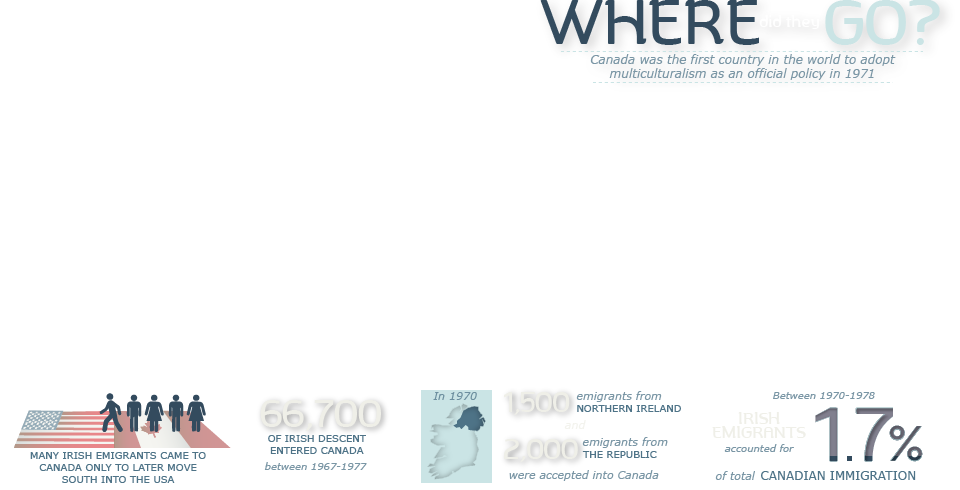 WHERE did they GO?
Canada was the first country in the world to adopt
multiculturalism as an official policy in 1971
MANY IRISH EMIGRANTS CAME TO
CANADA ONLY TO LATER MOVE
SOUTH INTO THE USA
66,700
OF IRISH DESCENT
ENTERED CANADA
between 1967-1977
In 1970
1,500 emigrants from
NORTHERN IRELAND
and
2,000 emigrants from
THE REPUBLIC
were accepted into Canada
Between 1970-1978
IRISH
EMIGRANTS
accounted for
1.7%
of total CANADIAN IMMIGRATION